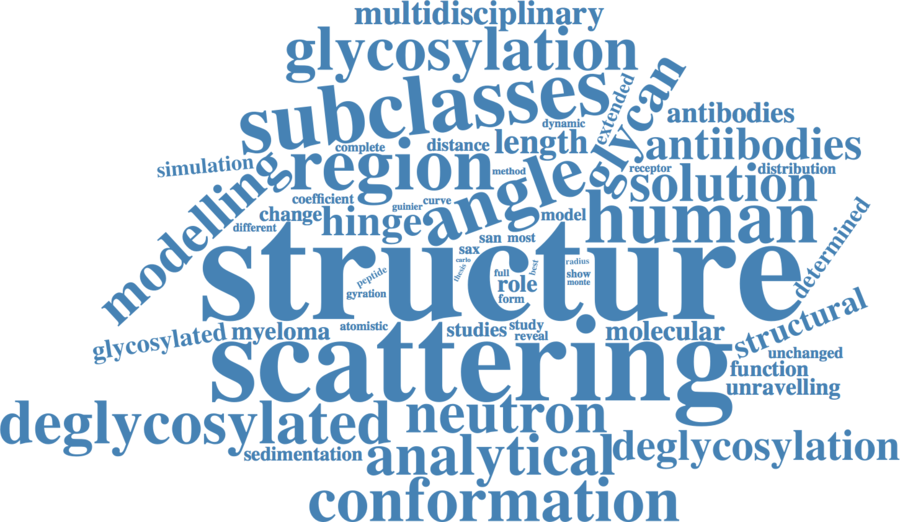 multidisciplinary
glycosylation
subclasses
extended
glycan
dynamic
antibodies
complete
distance
length
antiibodies
simulation
region
method
angle
receptor
distribution
solution
modelling
coefficient
guinier
curve
change
hinge
model
human
different
san
most
determined
structure
sax
carlo
thesis
peptide
gyration
full
best
radius
role
show
monte
form
glycosylated
myeloma
atomistic
studies
study
reveal
molecular
structural
scattering
unchanged
function
unravelling
deglycosylated
neutron
sedimentation
analytical
deglycosylation
conformation